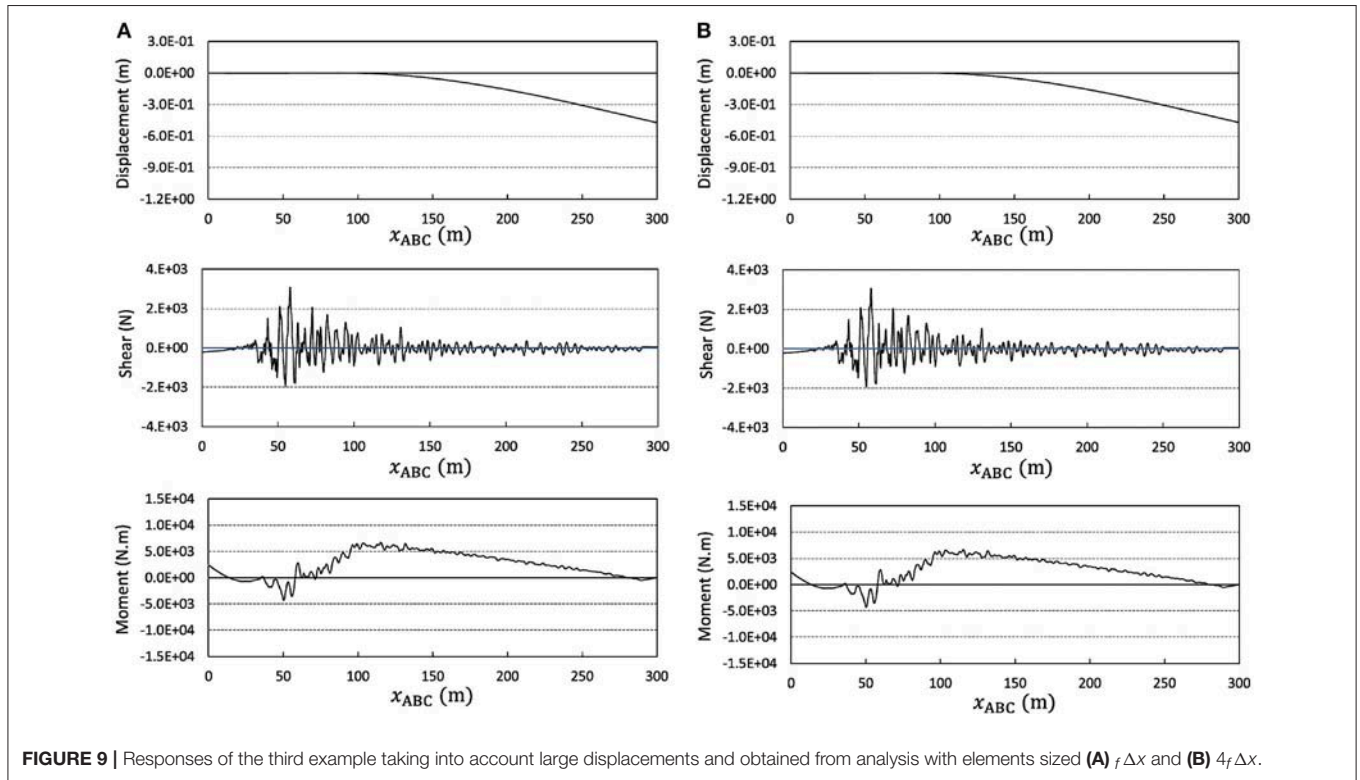 A
3.0E-01
0.0E+00
-3.0E-01
-6.0E-01
-9.0E-01
-1.2E+00
Displacement (m)
0 50 100 150 200 250 300
xABC (m)
4.E+03
2.E+03
0.E+00
-2.E+03
-4.E+03
Shear (N)
0 50 100 150 200 250 300
xABC (m)
1.5E+04
1.0E+04
5.0E+03
0.0E+00
-5.0E+03
-1.0E+04
-1.5E+04
Moment (N.m)
0 50 100 150 200 250 300
xABC (m)
B
3.0E-01
0.0E+00
-3.0E-01
-6.0E-01
-9.0E-01
-1.2E+00
Displacement (m)
0 50 100 150 200 250 300
xABC (m)
4.E+03
2.E+03
0.E+00
-2.E+03
-4.E+03
Shear (N)
0 50 100 150 200 250 300
xABC (m)
1.5E+04
1.0E+04
5.0E+03
0.0E+00
-5.0E+03
-1.0E+04
-1.5E+04
Moment (N.m)
0 50 100 150 200 250 300
xABC (m)
FIGURE 9 | Responses of the third example taking into account large displacements and obtained from analysis with elements sized (A) fΔx and (B) 4fΔx.